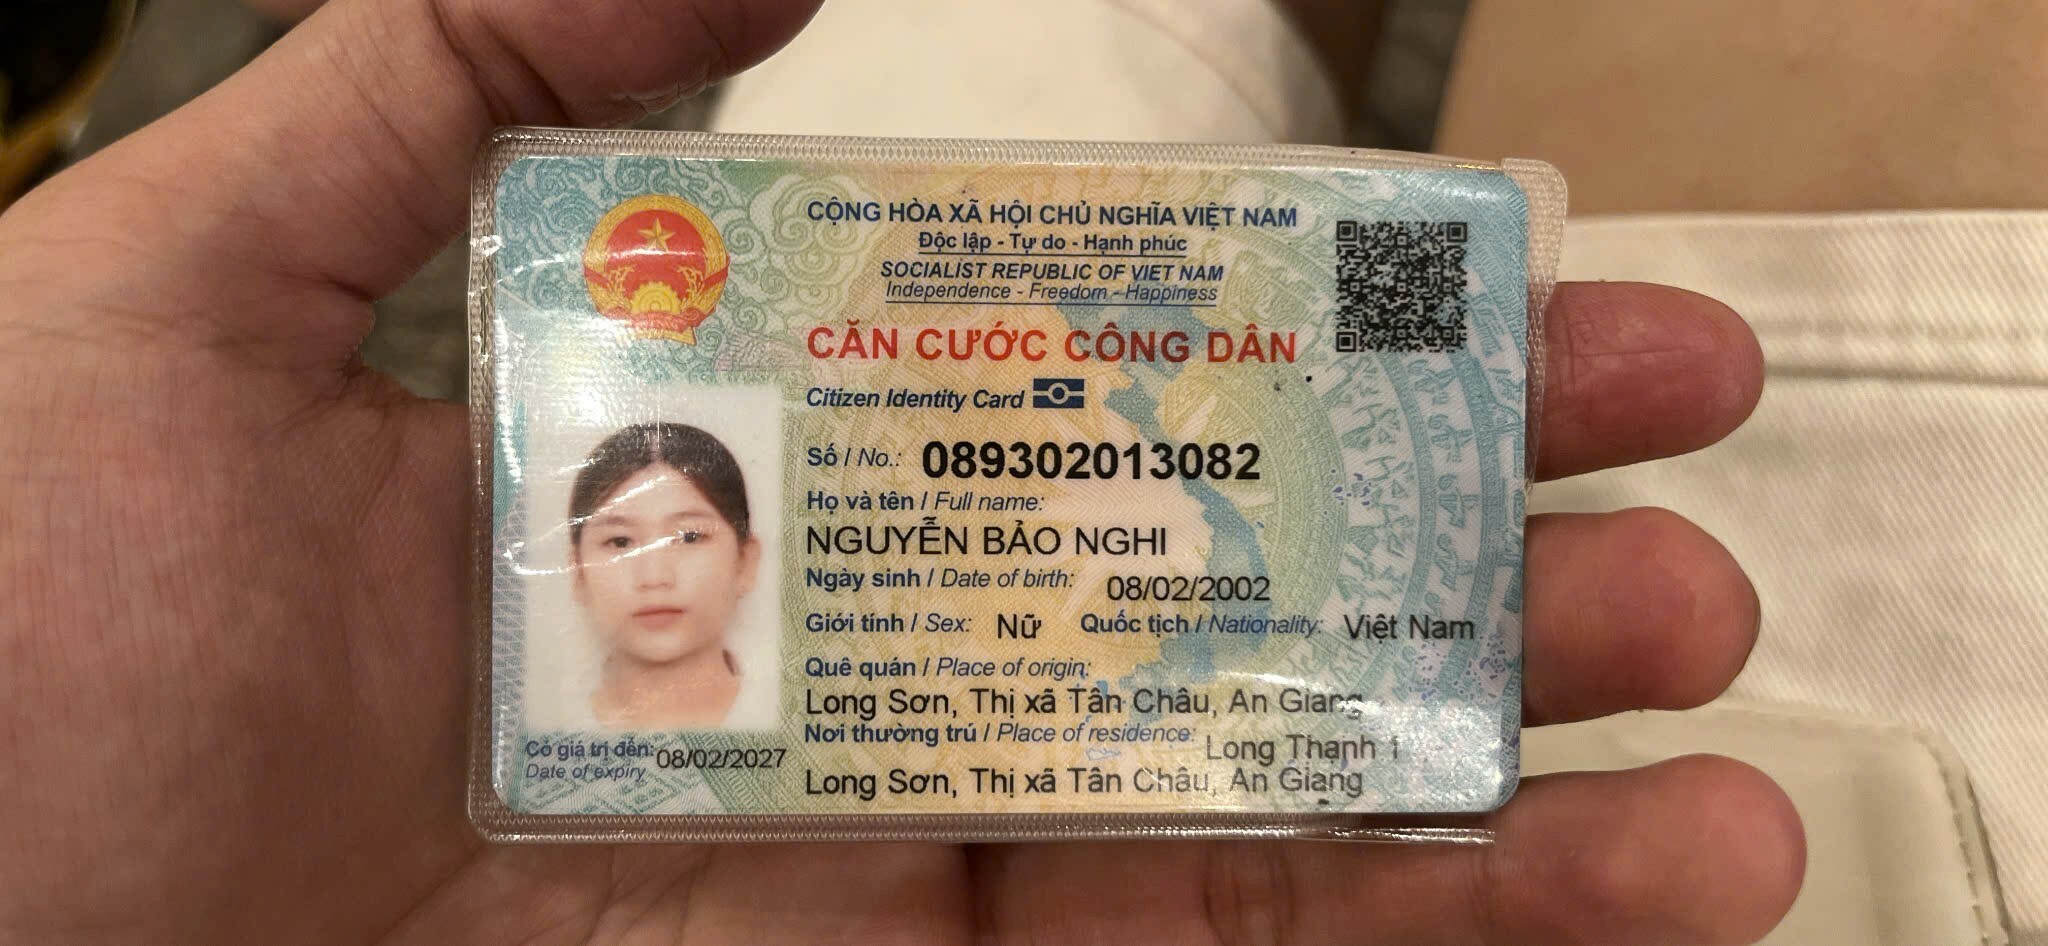 CỘNG HÒA XÃ HỘI CHỦ NGHĨA VIỆT NAM
Độc lập - Tự do - Hạnh phúc
SOCIALIST REPUBLIC OF VIET NAM
Independence - Freedom - Happiness
CĂN CƯỚC CÔNG DÂN
Citizen Identity Card
Số / No.: 089302013082
Họ và tên / Full name:
NGUYỄN BẢO NGHI
Ngày sinh / Date of birth: 08/02/2002
Giới tính / Sex: Nữ Quốc tịch / Nationality: Việt Nam
Quê quán / Place of origin:
Long Sơn, Thị xã Tân Châu, An Giang
Nơi thường trú / Place of residence: Long Thạnh 1
Long Sơn, Thị xã Tân Châu, An Giang
Có giá trị đến: 08/02/2027
Date of expiry